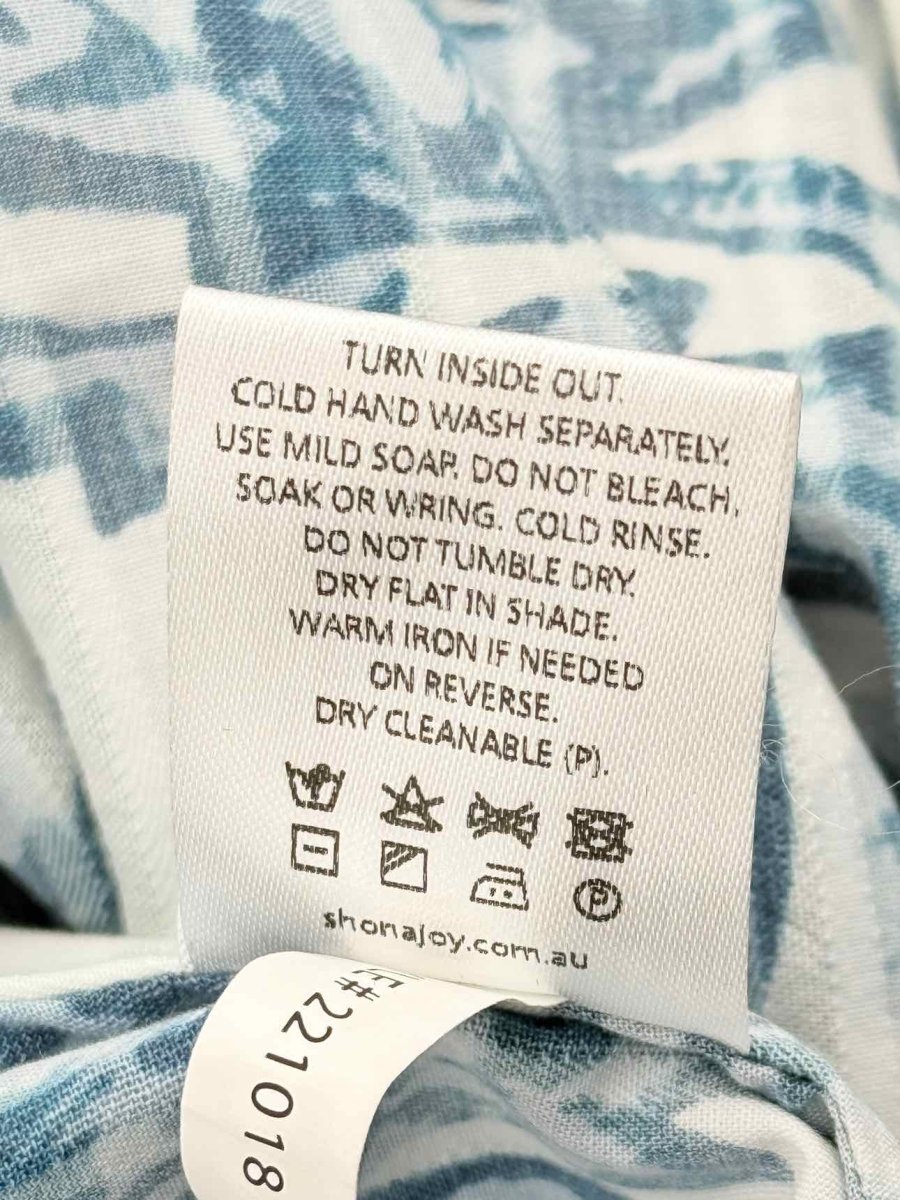 TURN INSIDE OUT.
COLD HAND WASH SEPARATELY.
USE MILD SOAP. DO NOT BLEACH,
SOAK OR WRING. COLD RINSE.
DO NOT TUMBLE DRY.
DRY FLAT IN SHADE.
WARM IRON IF NEEDED
ON REVERSE.
DRY CLEANABLE (P).
P
shonajoy.com.au
E#221018